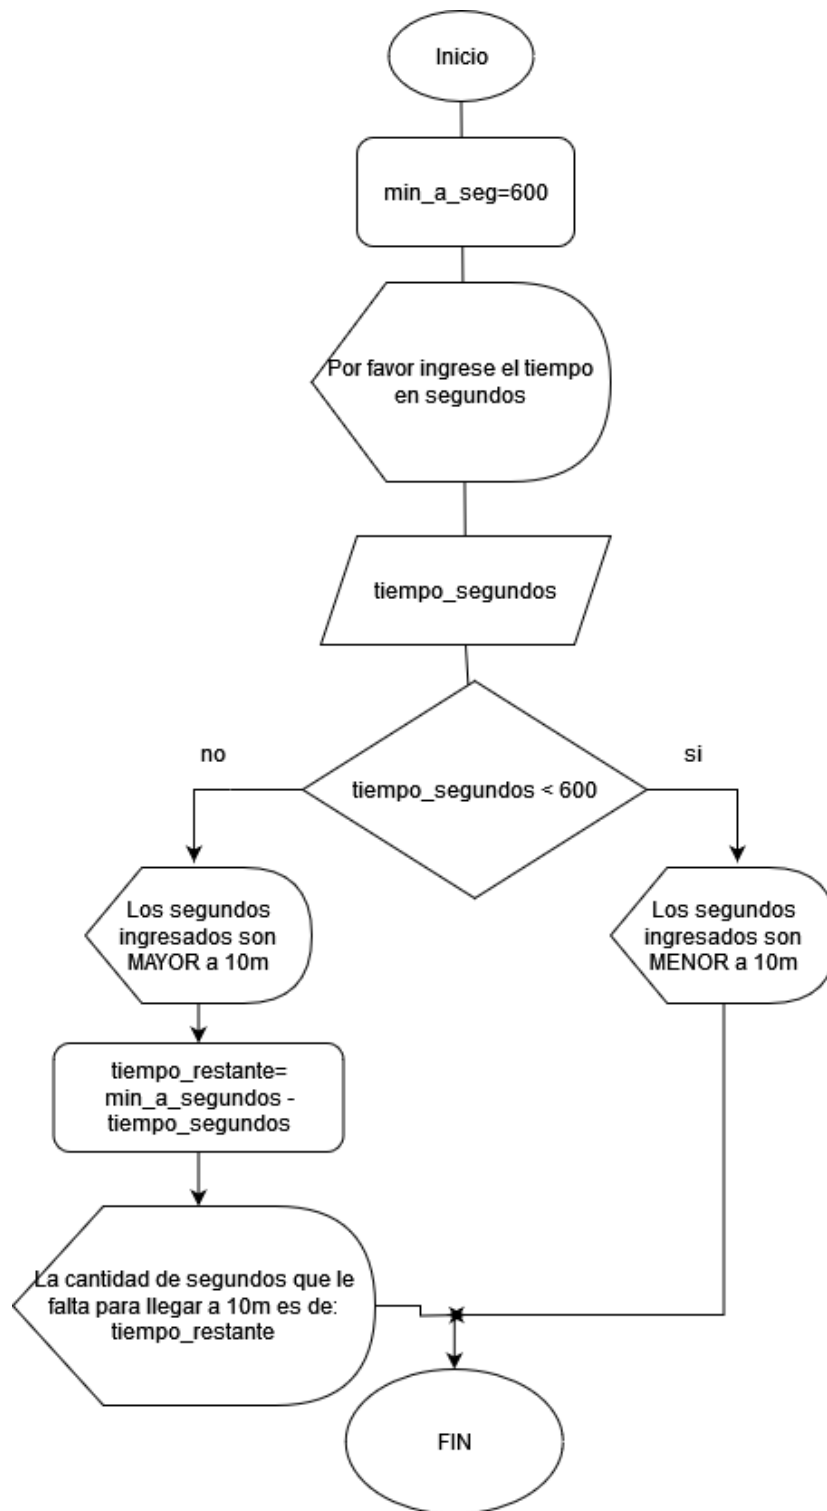 Inicio
min_a_seg=600
Por favor ingrese el tiempo
en segundos
tiempo_segundos
no
si
tiempo_segundos < 600
Los segundos
ingresados son
MAYOR a 10m
Los segundos
ingresados son
MENOR a 10m
tiempo_restante=
min_a_segundos -
tiempo_segundos
La cantidad de segundos que le
falta para llegar a 10m es de:
tiempo_restante
FIN